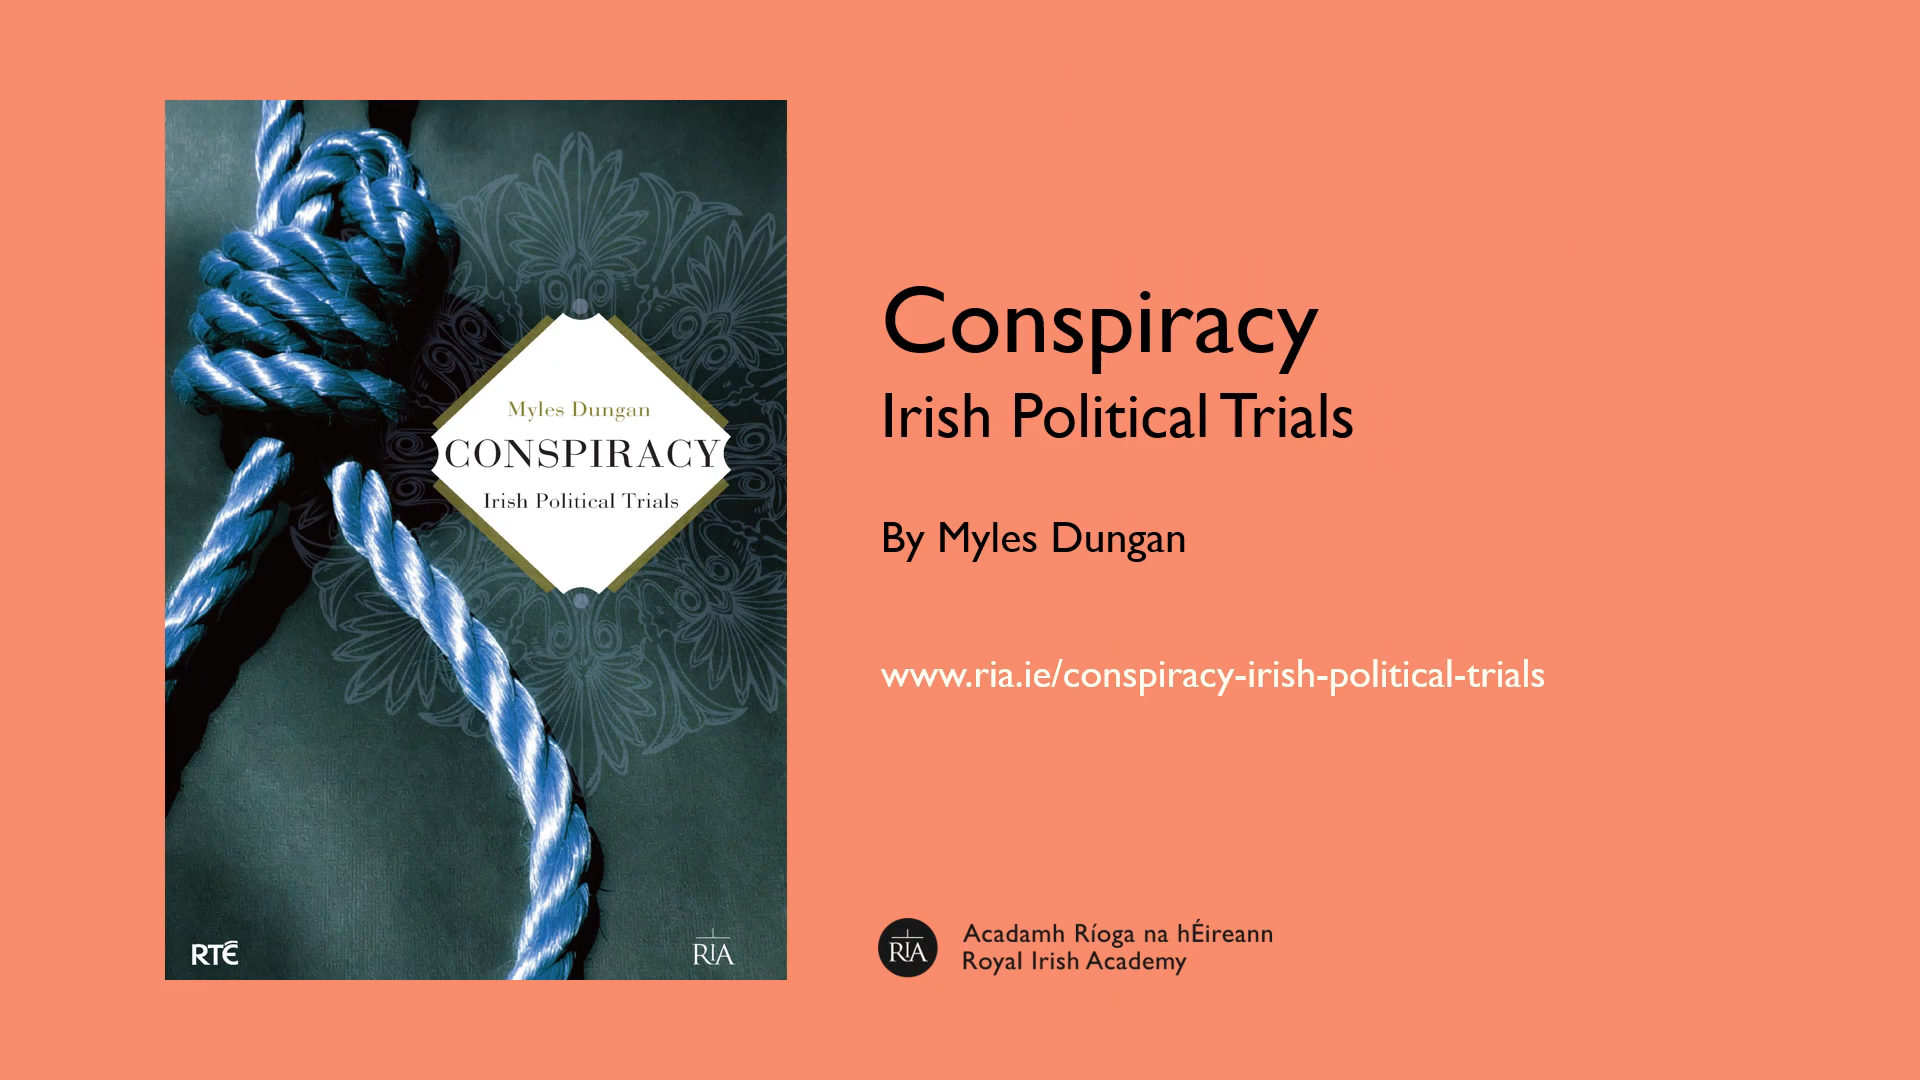 Myles Dungan
CONSPIRACY
Irish Political Trials
RTÉ
RIA
Conspiracy
Irish Political Trials
By Myles Dungan
www.ria.ie/conspiracy-irish-political-trials
RIA
Acadamh Ríoga na hÉireann
Royal Irish Academy